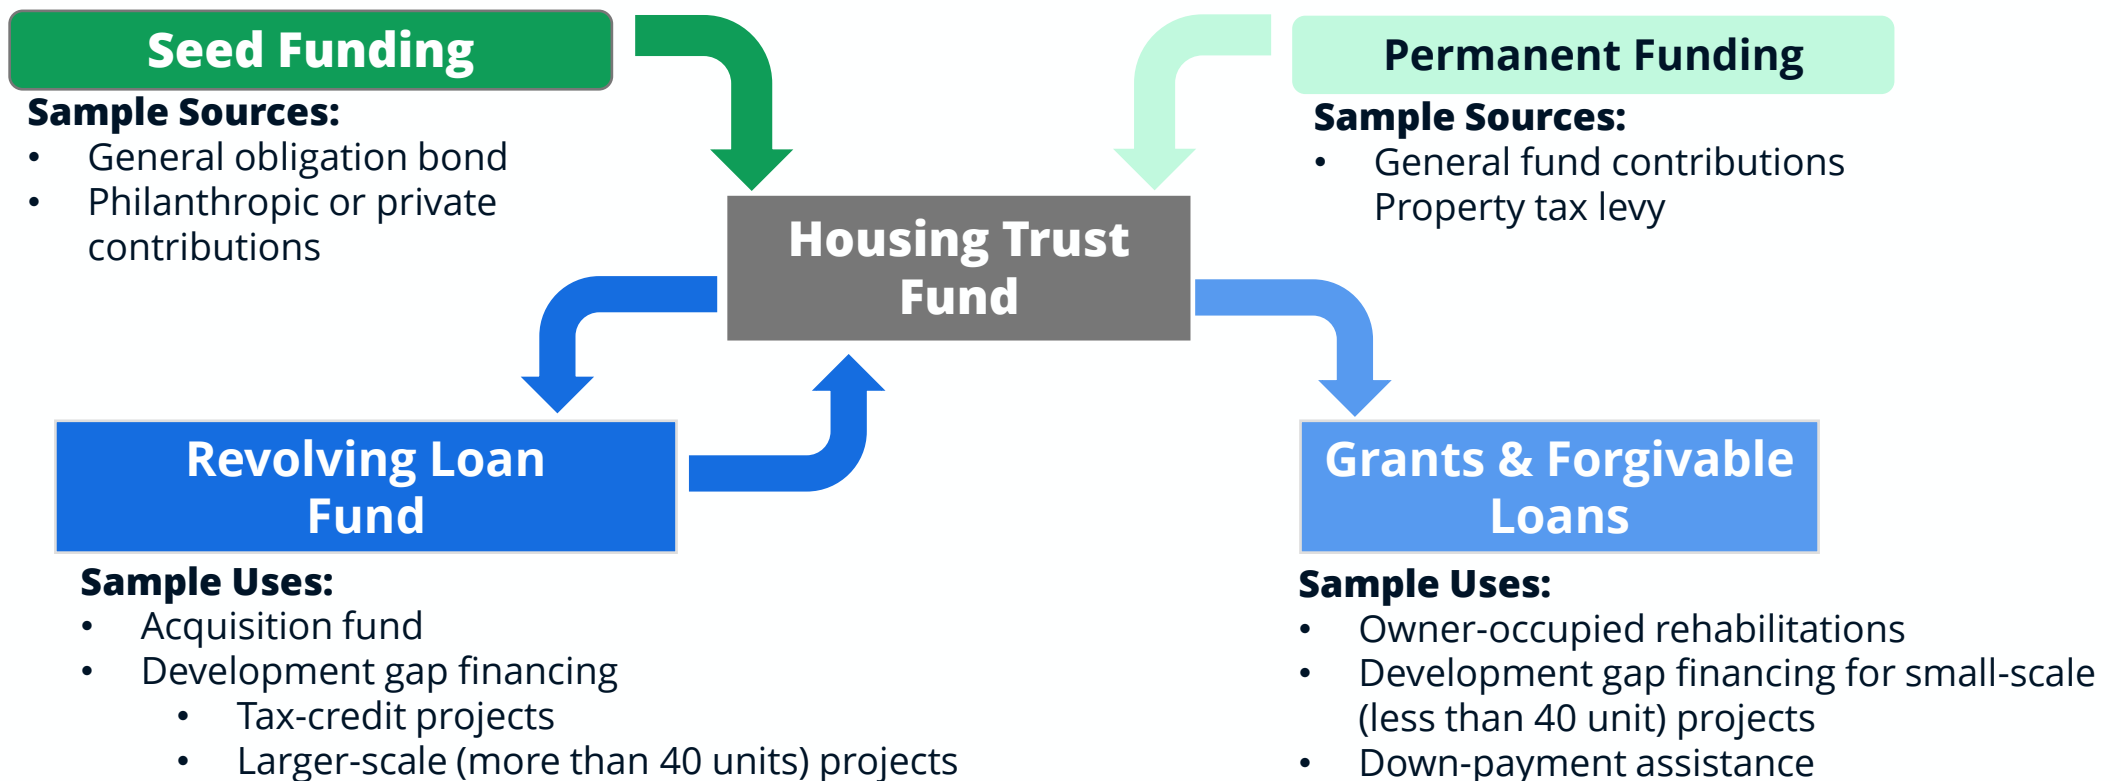 Seed Funding
Sample Sources:
• General obligation bond
• Philanthropic or private
contributions
Permanent Funding
Sample Sources:
• General fund contributions
Property tax levy
Housing Trust
Fund
Revolving Loan
Fund
Sample Uses:
• Acquisition fund
• Development gap financing
• Tax-credit projects
• Larger-scale (more than 40 units) projects
Grants & Forgivable
Loans
Sample Uses:
• Owner-occupied rehabilitations
• Development gap financing for small-scale
(less than 40 unit) projects
• Down-payment assistance